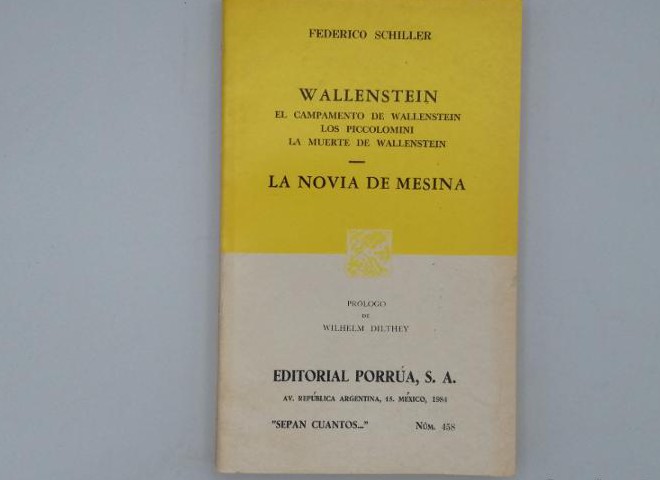 FEDERICO SCHILLER
WALLENSTEIN
EL CAMPAMENTO DE WALLENSTEIN
LOS PICCOLOMINI
LA MUERTE DE WALLENSTEIN
LA NOVIA DE MESINA
PRÓLOGO
DE
WILHELM DILTHEY
EDITORIAL PORRÚA, S. A.
AV. REPÚBLICA ARGENTINA, 15. MÉXICO, 1984
"SEPAN CUANTOS..." NÚM. 458